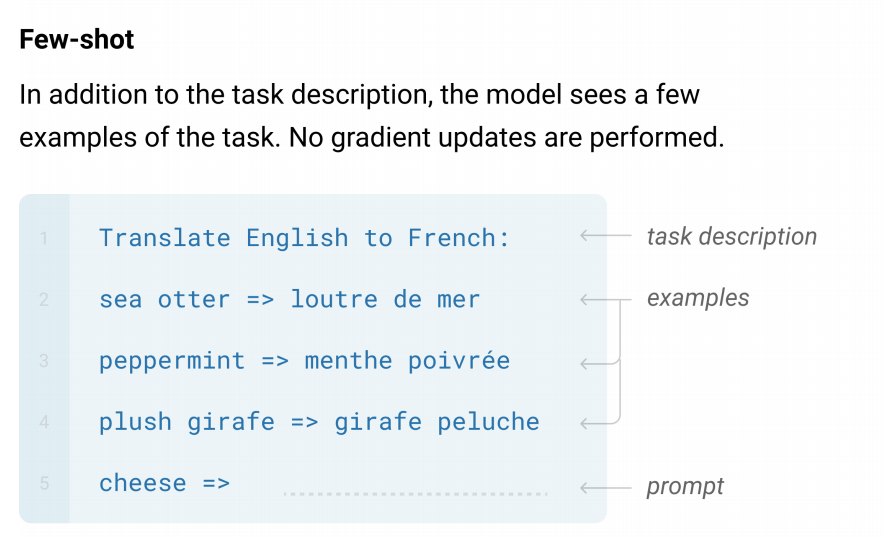 Few-shot
In addition to the task description, the model sees a few
examples of the task. No gradient updates are performed.
1 Translate English to French: task description
2 sea otter => loutre de mer examples
3 peppermint => menthe poivrée
4 plush girafe => girafe peluche
5 cheese => prompt